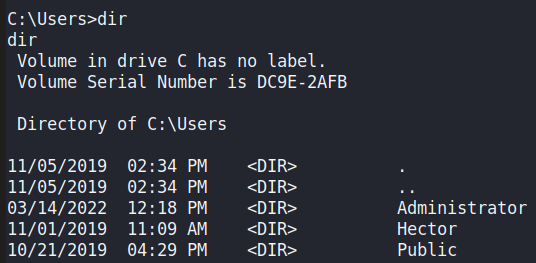 C:\Users>dir
dir
 Volume in drive C has no label.
 Volume Serial Number is DC9E-2AFB

 Directory of C:\Users

11/05/2019  02:34 PM    <DIR>          .
11/05/2019  02:34 PM    <DIR>          ..
03/14/2022  12:18 PM    <DIR>          Administrator
11/01/2019  11:09 AM    <DIR>          Hector
10/21/2019  04:29 PM    <DIR>          Public